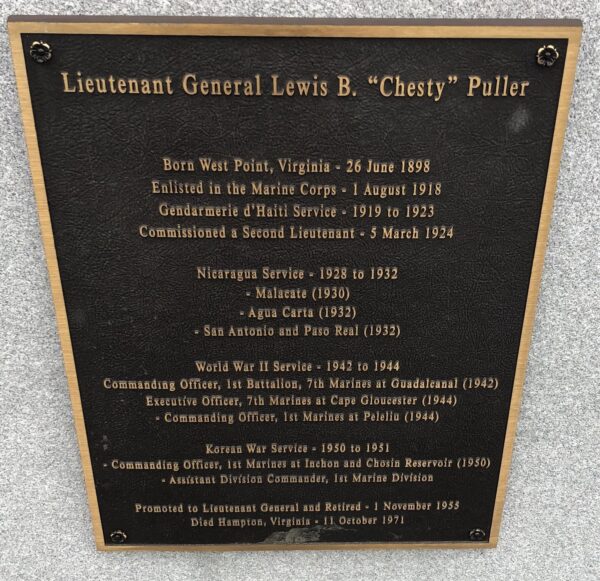 Lieutenant General Lewis B. “Chesty” Puller
Born West Point, Virginia - 26 June 1898
Enlisted in the Marine Corps - 1 August 1918
Gendarmerie d'Haiti Service - 1919 to 1923
Commissioned a Second Lieutenant - 5 March 1924
Nicaragua Service - 1928 to 1932
- Malacate (1930)
- Agua Carta (1932)
- San Antonio and Paso Real (1932)
World War II Service - 1942 to 1944
Commanding Officer, 1st Battalion, 7th Marines at Guadalcanal (1942)
Executive Officer, 7th Marines at Cape Gloucester (1944)
- Commanding Officer, 1st Marines at Peleliu (1944)
Korean War Service - 1950 to 1951
- Commanding Officer, 1st Marines at Inchon and Chosin Reservoir (1950)
- Assistant Division Commander, 1st Marine Division
Promoted to Lieutenant General and Retired - 1 November 1955
Died Hampton, Virginia - 11 October 1971